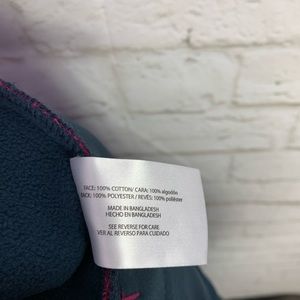 FACE: 100% COTTON/ CARA: 100% algodón
BACK: 100% POLYESTER / REVÉS: 100% poliéster
MADE IN BANGLADESH
HECHO EN BANGLADESH
SEE REVERSE FOR CARE
VER AL REVERSO PARA CUIDADO